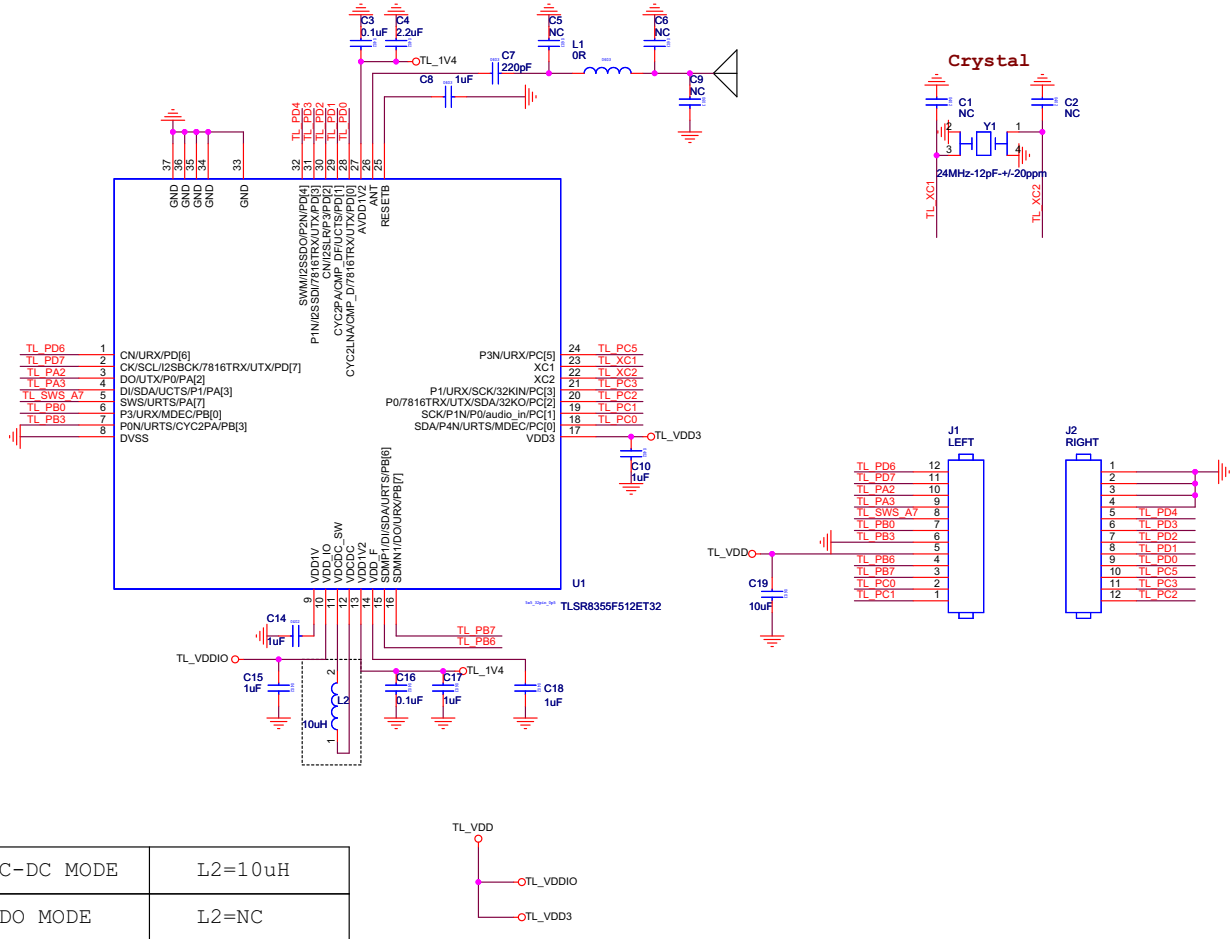 C3
0.1uF
C4
2.2uF
TL_1V4
C5
NC
L1
0R
C6
NC
C7
220pF
C8
1uF
C9
NC
Crystal
C1
NC
C2
NC
Y1
2
3
1
4
24MHz-12pF-+/-20ppm
TL_XC1
TL_XC2
TL_PD4
TL_PD3
TL_PD2
TL_PD1
TL_PD0
37
36
35
34
33
32
31
30
29
28
27
26
25
GND
GND
GND
GND
GND
SWM/I2SSDO/P2N/PD[4]
P1N/I2SSDI/7816TRX/UTX/PD[3]
CN/I2SLR/P3/PD[2]
CYC2PA/CMP_DF/UCTS/PD[1]
CYC2LNA/CMP_D/7816TRX/UTX/PD[0]
AVDD1V2
ANT
RESETB
TL_PD6 1 CN/URX/PD[6]
TL_PD7 2 CK/SCL/I2SBCK/7816TRX/UTX/PD[7]
TL_PA2 3 DO/UTX/P0/PA[2]
TL_PA3 4 DI/SDA/UCTS/P1/PA[3]
TL_SWS_A7 5 SWS/URTS/PA[7]
TL_PB0 6 P3/URX/MDEC/PB[0]
TL_PB3 7 P0N/URTS/CYC2PA/PB[3]
8 DVSS
P3N/URX/PC[5] 24 TL_PC5
XC1 23 TL_XC1
XC2 22 TL_XC2
P1/URX/SCK/32KIN/PC[3] 21 TL_PC3
P0/7816TRX/UTX/SDA/32KO/PC[2] 20 TL_PC2
SCK/P1N/P0/audio_in/PC[1] 19 TL_PC1
SDA/P4N/URTS/MDEC/PC[0] 18 TL_PC0
VDD3 17 TL_VDD3
C10
1uF
VDD1V
VDD_IO
VDCDC_SW
VDCDC
VDD1V2
VDD_F
SDMP1/DI/SDA/URTS/PB[6]
SDMN1/DO/URX/PB[7]
9
10
11
12
13
14
15
16
U1
TLSR8355F512ET32
C14
1uF
TL_PB7
TL_PB6
TL_VDDIO
C15
1uF
2
L2
10uH
1
TL_1V4
C16
0.1uF
C17
1uF
C18
1uF
J1
LEFT
TL_PD6 12
TL_PD7 11
TL_PA2 10
TL_PA3 9
TL_SWS_A7 8
TL_PB0 7
TL_PB3 6
5
TL_PB6 4
TL_PB7 3
TL_PC0 2
TL_PC1 1
TL_VDD
C19
10uF
J2
RIGHT
1
2
3
4
5 TL_PD4
6 TL_PD3
7 TL_PD2
8 TL_PD1
9 TL_PD0
10 TL_PC5
11 TL_PC3
12 TL_PC2
C-DC MODE L2=10uH
DO MODE L2=NC
TL_VDD
TL_VDDIO
TL_VDD3